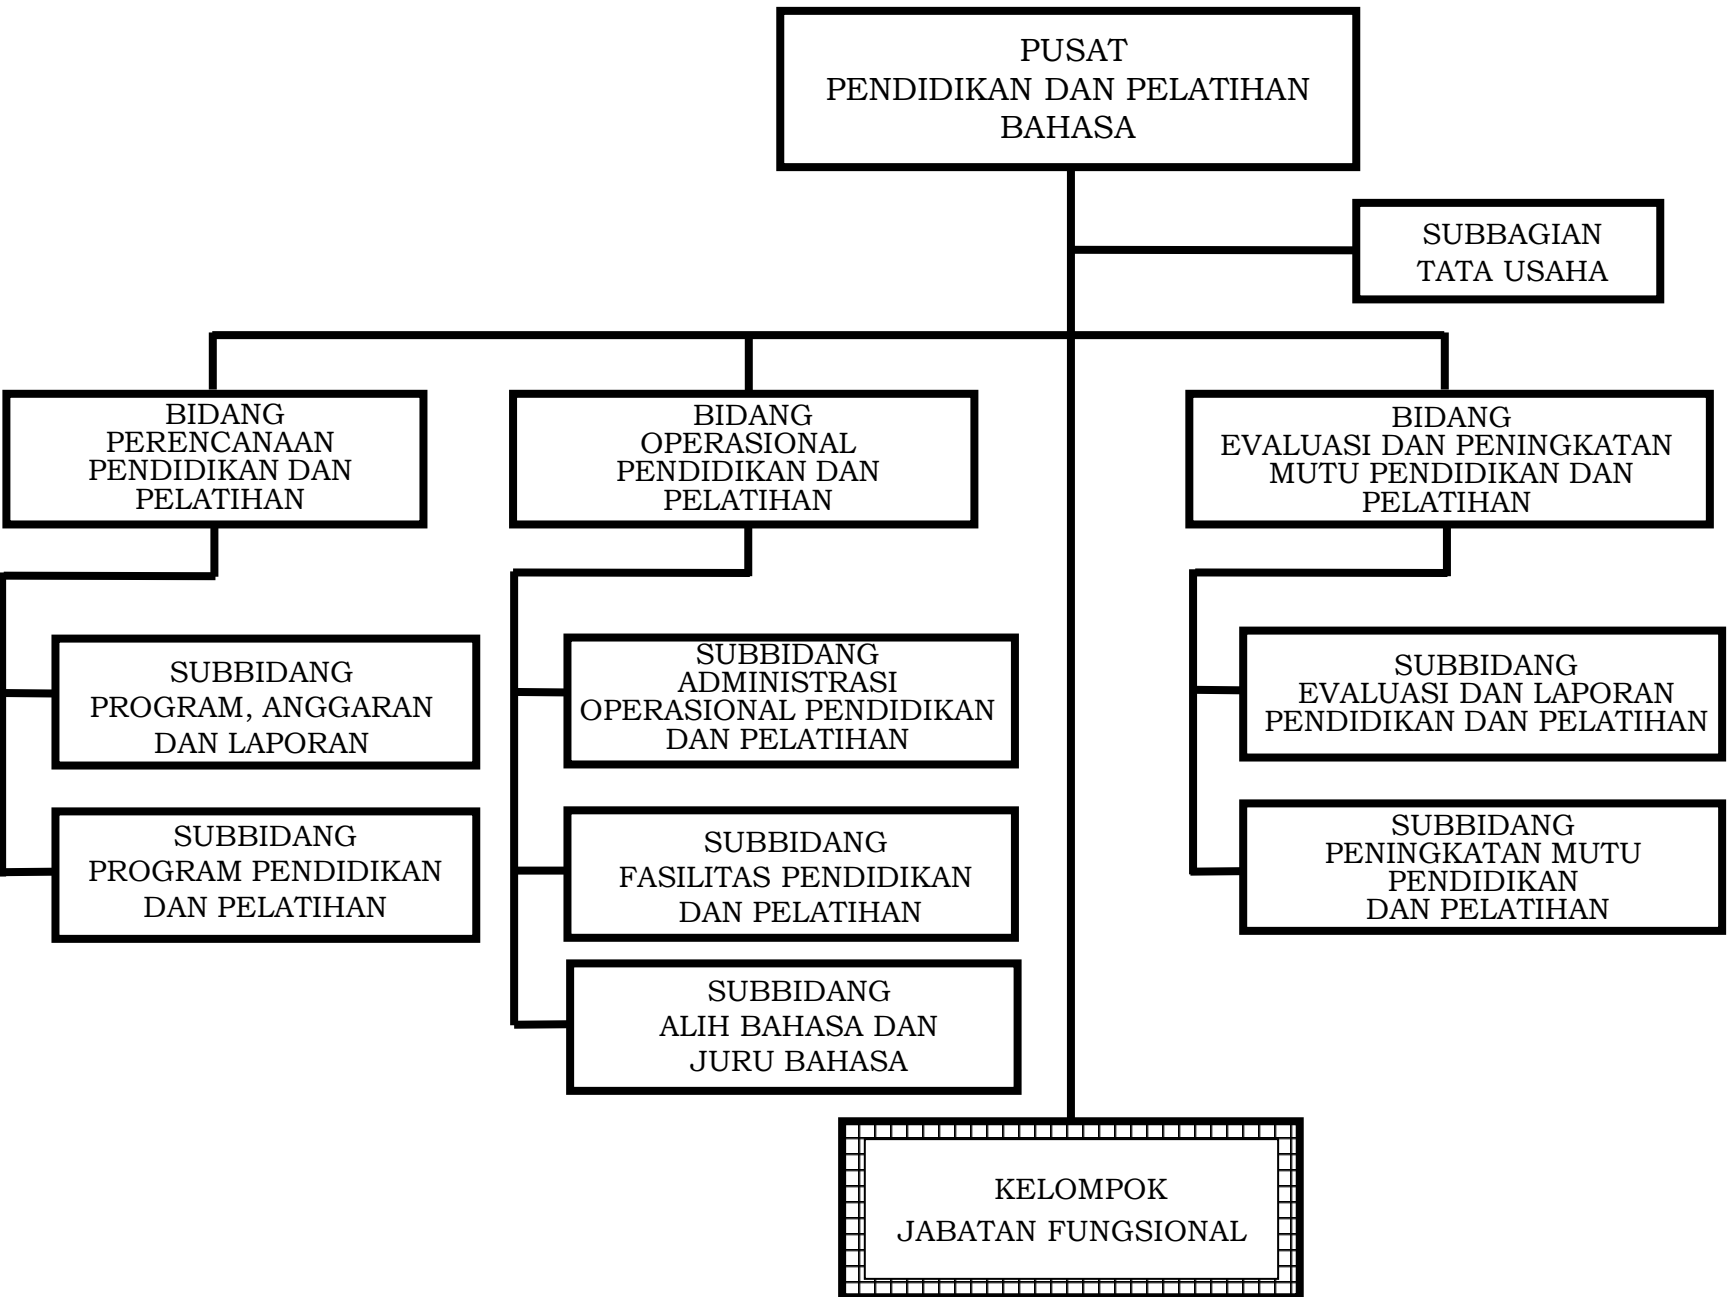 PUSAT
PENDIDIKAN DAN PELATIHAN
BAHASA
SUBBAGIAN
TATA USAHA
BIDANG
PERENCANAAN
PENDIDIKAN DAN
PELATIHAN
BIDANG
OPERASIONAL
PENDIDIKAN DAN
PELATIHAN
BIDANG
EVALUASI DAN PENINGKATAN
MUTU PENDIDIKAN DAN
PELATIHAN
SUBBIDANG
PROGRAM, ANGGARAN
DAN LAPORAN
SUBBIDANG
PROGRAM PENDIDIKAN
DAN PELATIHAN
SUBBIDANG
ADMINISTRASI
OPERASIONAL PENDIDIKAN
DAN PELATIHAN
SUBBIDANG
FASILITAS PENDIDIKAN
DAN PELATIHAN
SUBBIDANG
ALIH BAHASA DAN
JURU BAHASA
SUBBIDANG
EVALUASI DAN LAPORAN
PENDIDIKAN DAN PELATIHAN
SUBBIDANG
PENINGKATAN MUTU
PENDIDIKAN
DAN PELATIHAN
KELOMPOK
JABATAN FUNGSIONAL